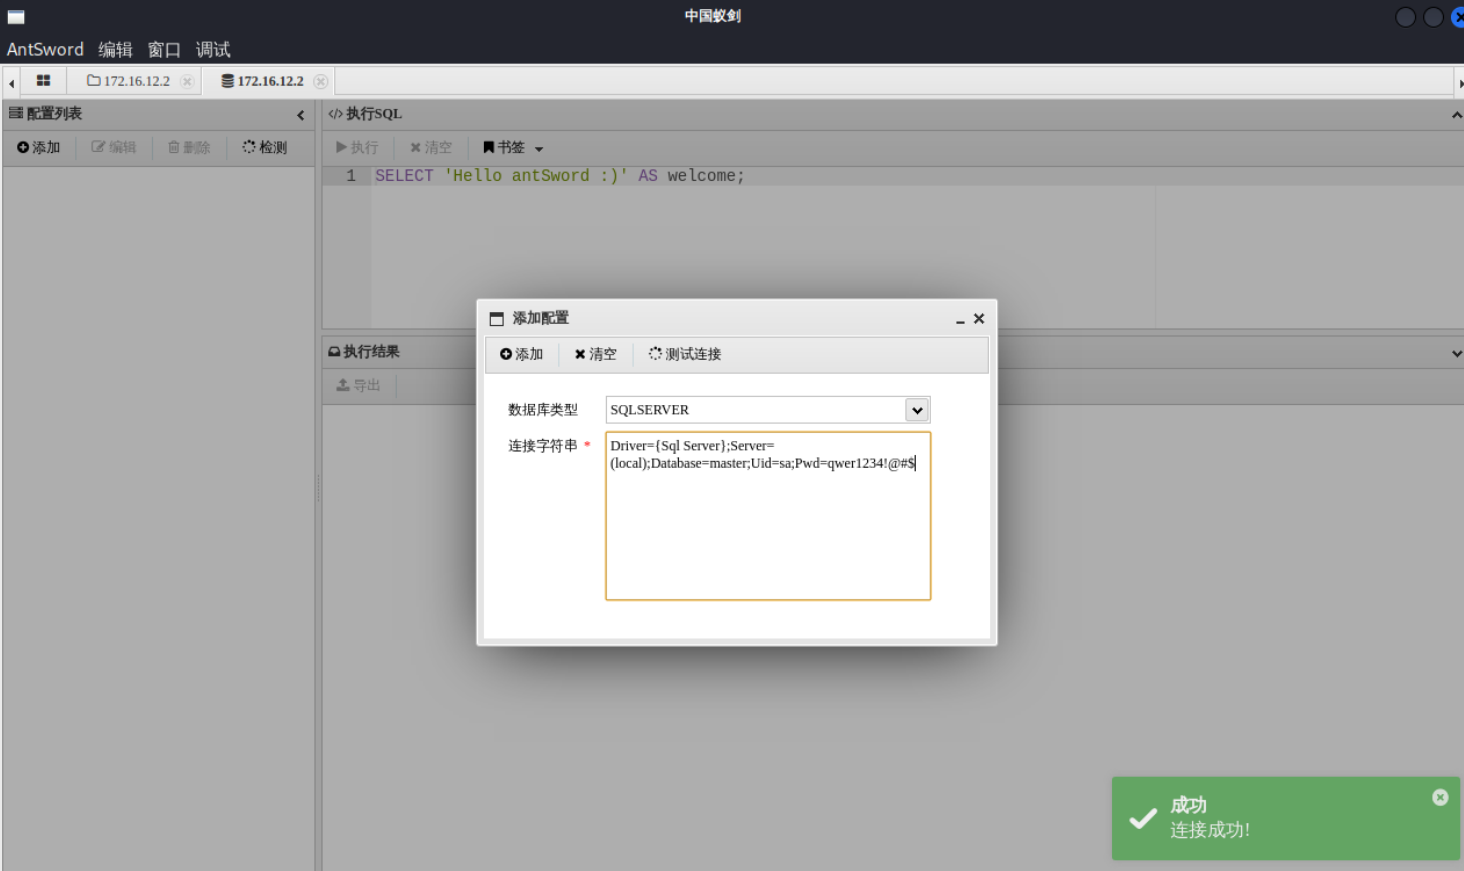 中国蚁剑
AntSword 编辑 窗口 调试
172.16.12.2 172.16.12.2
配置列表
添加 编辑 删除 检测
</> 执行SQL
执行 清空 书签
1 SELECT 'Hello antSword :)' AS welcome;
添加配置
添加 清空 测试连接
数据库类型 SQLSERVER
连接字符串 * Driver={Sql Server};Server=
(local);Database=master;Uid=sa;Pwd=qwer1234!@#$
执行结果
导出
成功
连接成功!